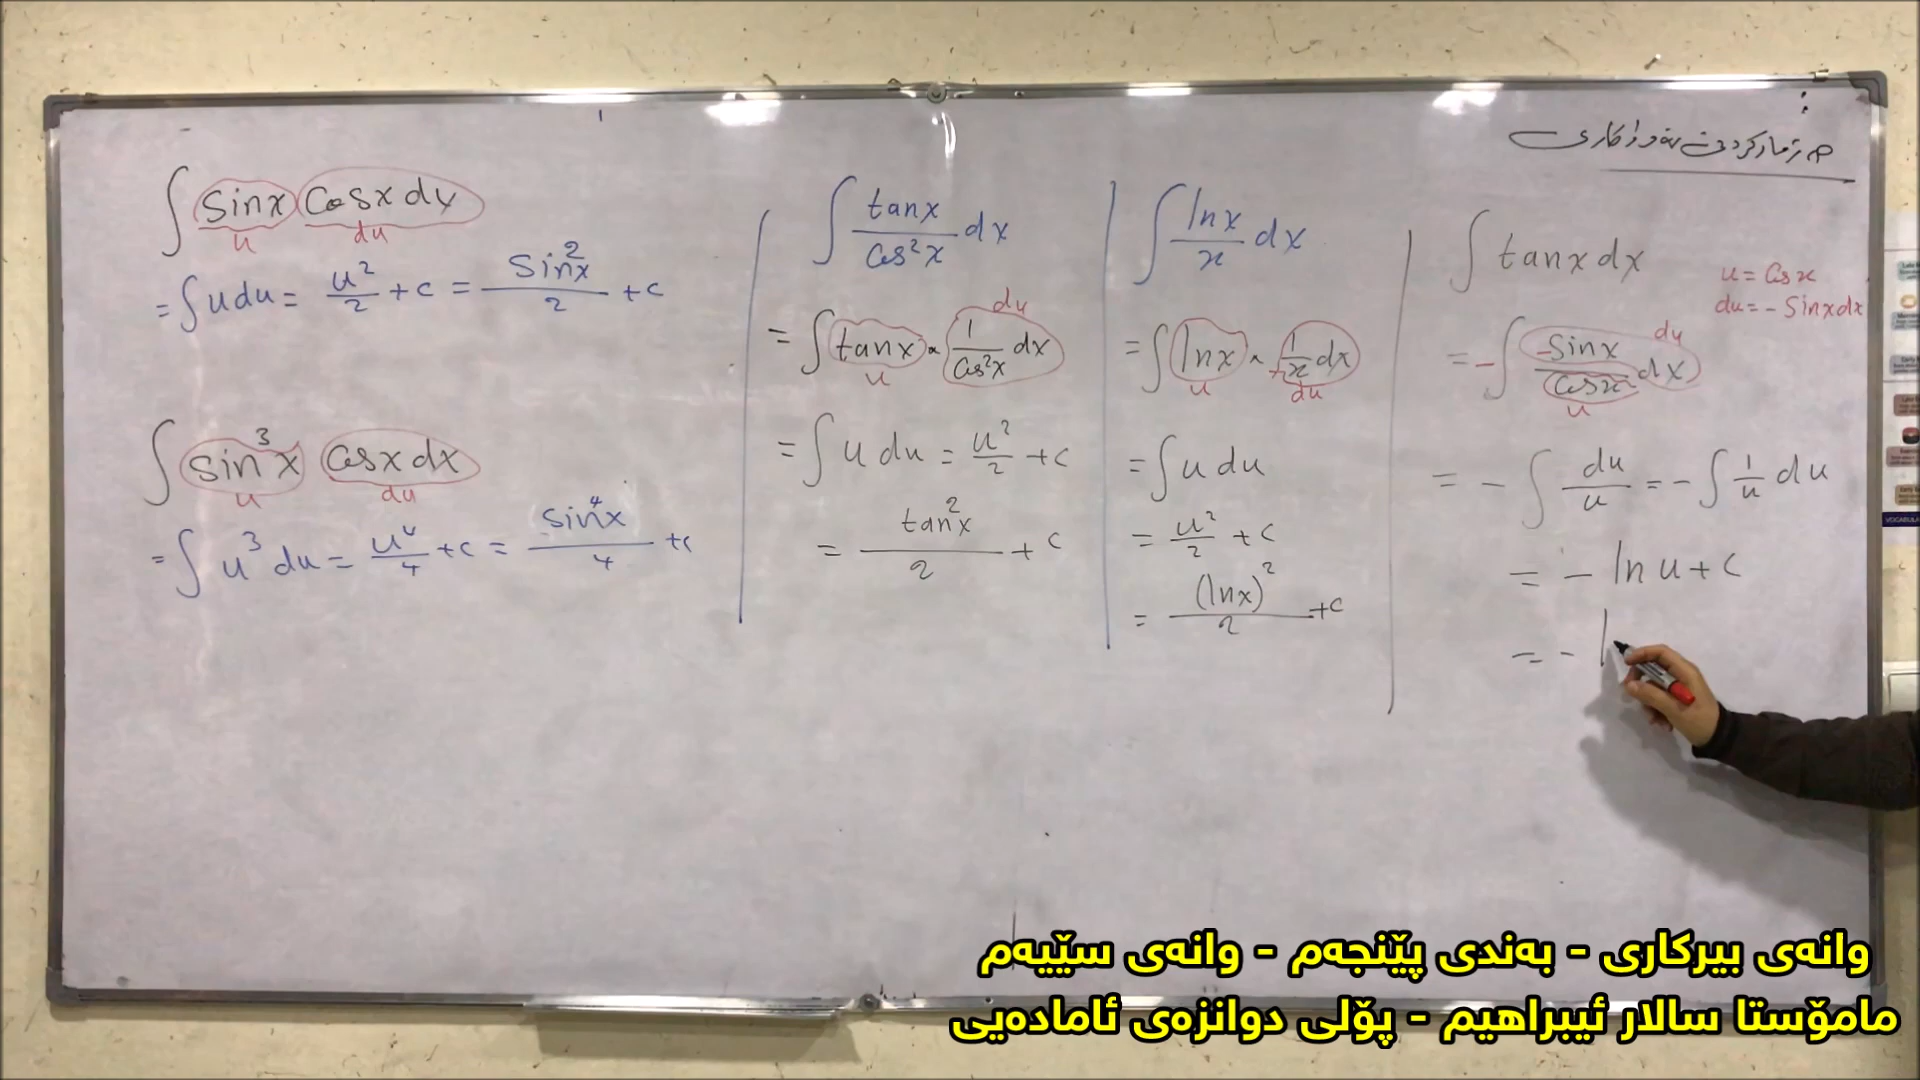 ∫ sinx cosx dx
u du
= ∫ u du = u²/2 + c = sin²x/2 + c
∫ sin³x cosx dx
u du
= ∫ u³ du = u⁴/4 + c = sin⁴x/4 + c
∫ tanx/cos²x dx
du
= ∫ tanx × 1/cos²x dx
u
= ∫ u du = u²/2 + c
= tan²x/2 + c
∫ lnx/x dx
= ∫ lnx × 1/x dx
u du
= ∫ u du
= u²/2 + c
= (lnx)²/2 + c
∫ tanx dx
u = cosx
du = -sinx dx
du
= -∫ -sinx/cosx dx
u
= - ∫ du/u = - ∫ 1/u du
= - ln u + c
= - l
وانەی بیرکاری - بەندی پێنجەم - وانەی سێیەم
مامۆستا سالار ئیبراهیم - پۆلی دوانزەی ئامادەیی